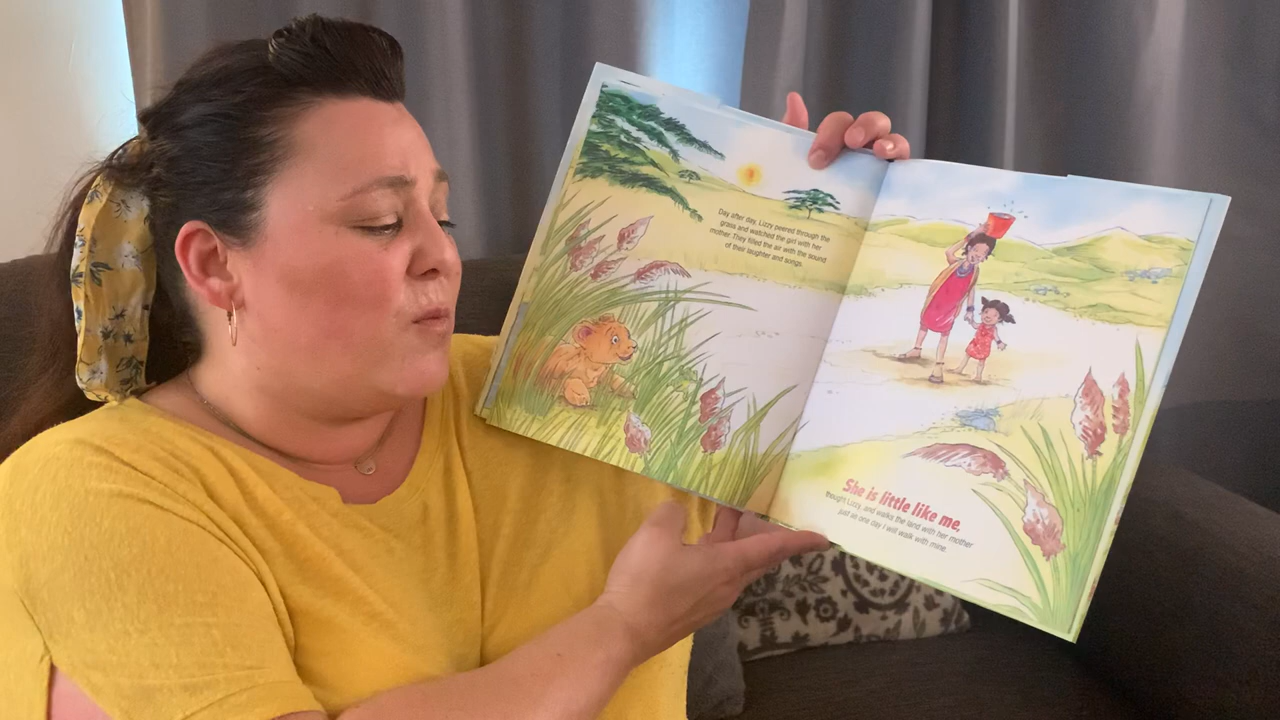 Day after day, Lizzy peered through the
grass and watched the girl with her
mother. They filled the air with the sound
of their laughter and songs.
She is little like me,
thought Lizzy, and walks the land with her mother
just as one day I will walk with mine.